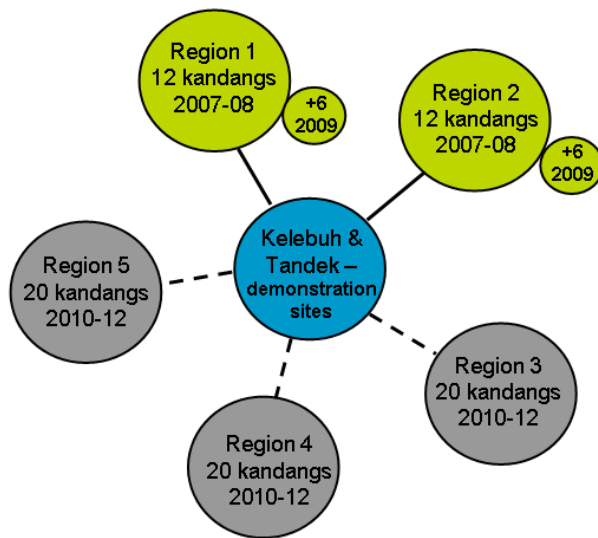 Region 1
12 kandangs
2007-08
+6
2009
Region 2
12 kandangs
2007-08
+6
2009
Kelebuh &
Tandek –
demonstration
sites
Region 5
20 kandangs
2010-12
Region 3
20 kandangs
2010-12
Region 4
20 kandangs
2010-12